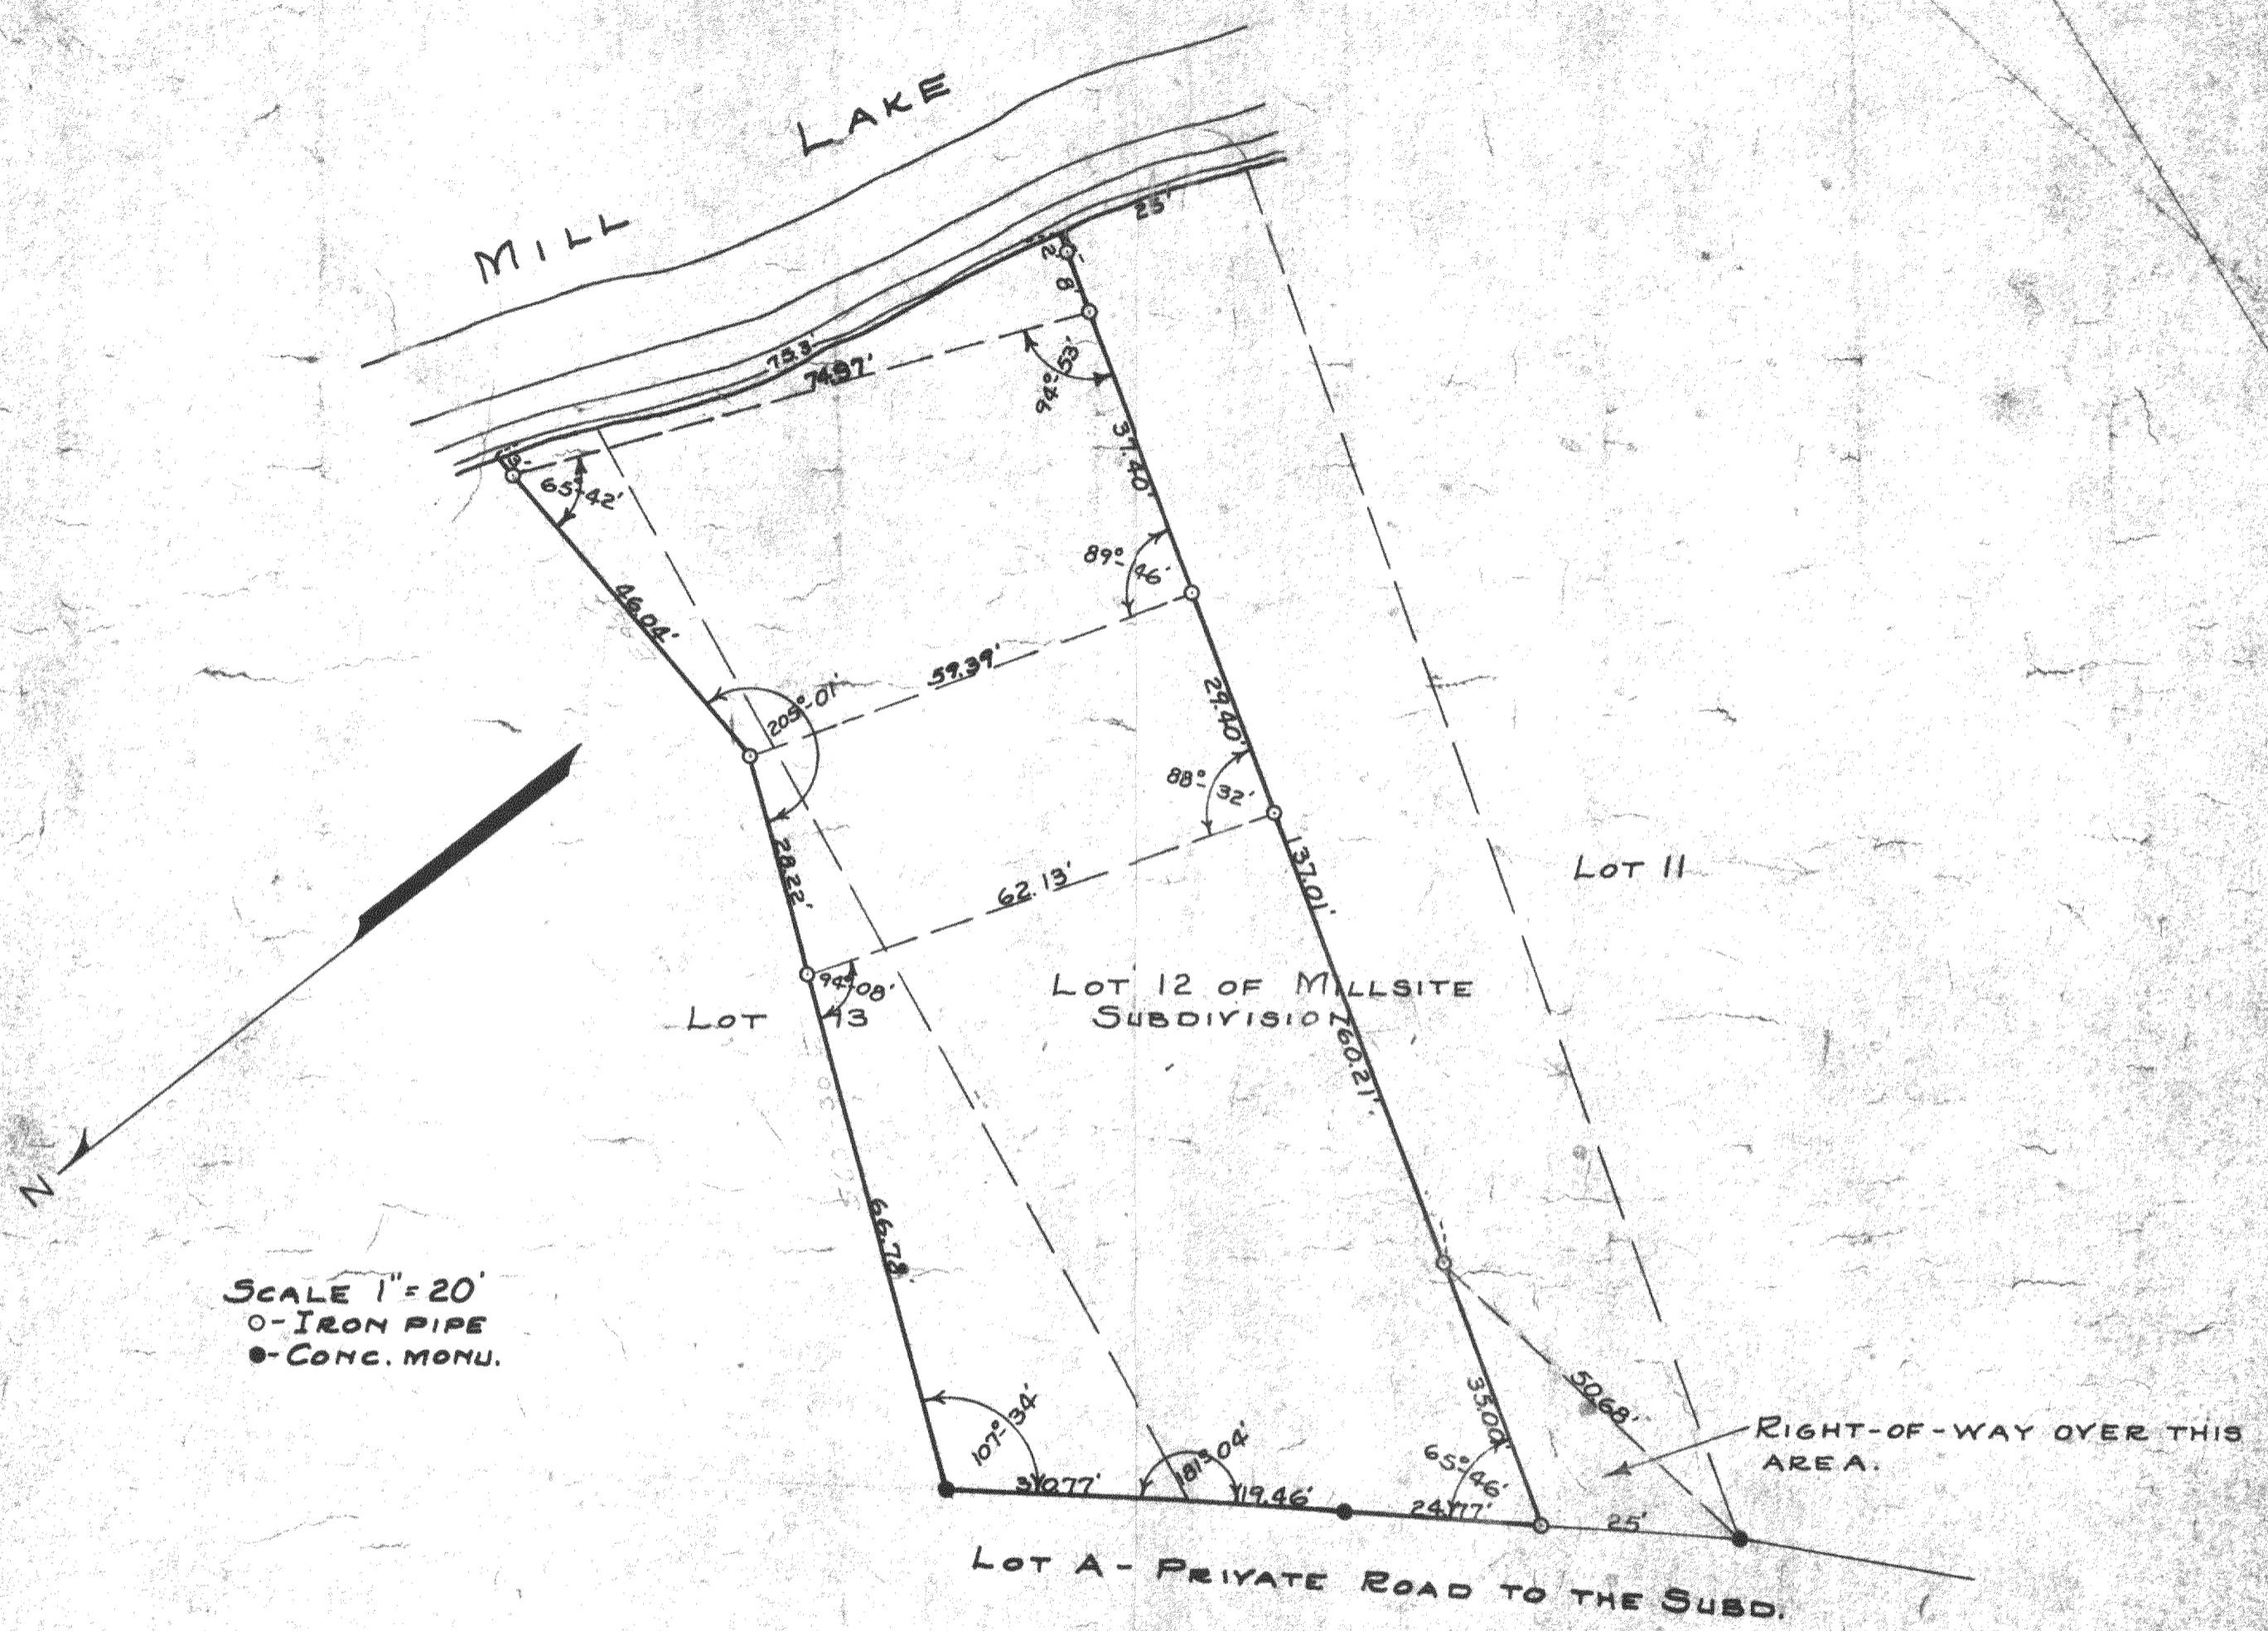 MILL LAKE
25'
2
8'
75.3'
74.97'
94°-53'
65°-42'
37.40'
46.04'
89°-46'
59.39'
205°-01'
29.40'
88°-32'
28.22'
62.13'
137.01'
LOT 11
94°-08'
LOT 13
LOT 12 OF MILLSITE
SUBDIVISION
60.21'
66.78'
N
SCALE 1" = 20'
O-IRON PIPE
●-CONC. MONU.
107°-34'
35.00'
50.68'
RIGHT-OF-WAY OVER THIS
AREA.
181°-04'
65°-46'
30.77'
19.46'
24.77'
25'
LOT A - PRIVATE ROAD TO THE SUBD.